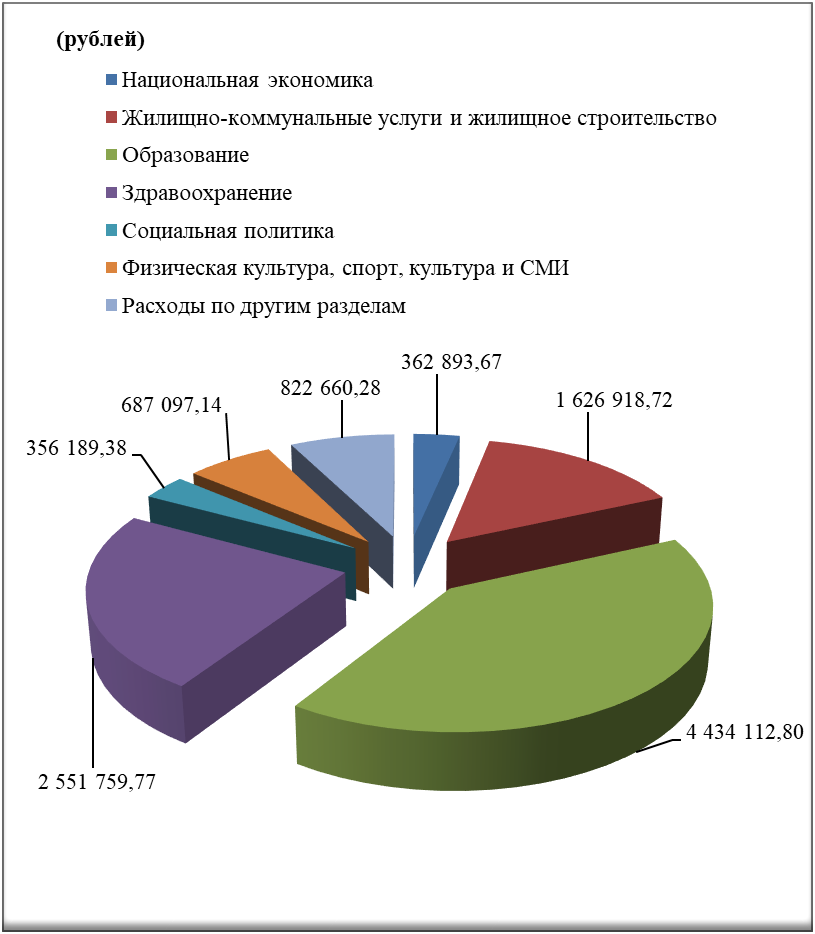 (рублей)
Национальная экономика
Жилищно-коммунальные услуги и жилищное строительство
Образование
Здравоохранение
Социальная политика
Физическая культура, спорт, культура и СМИ
Расходы по другим разделам
362 893,67
822 660,28
1 626 918,72
687 097,14
356 189,38
4 434 112,80
2 551 759,77